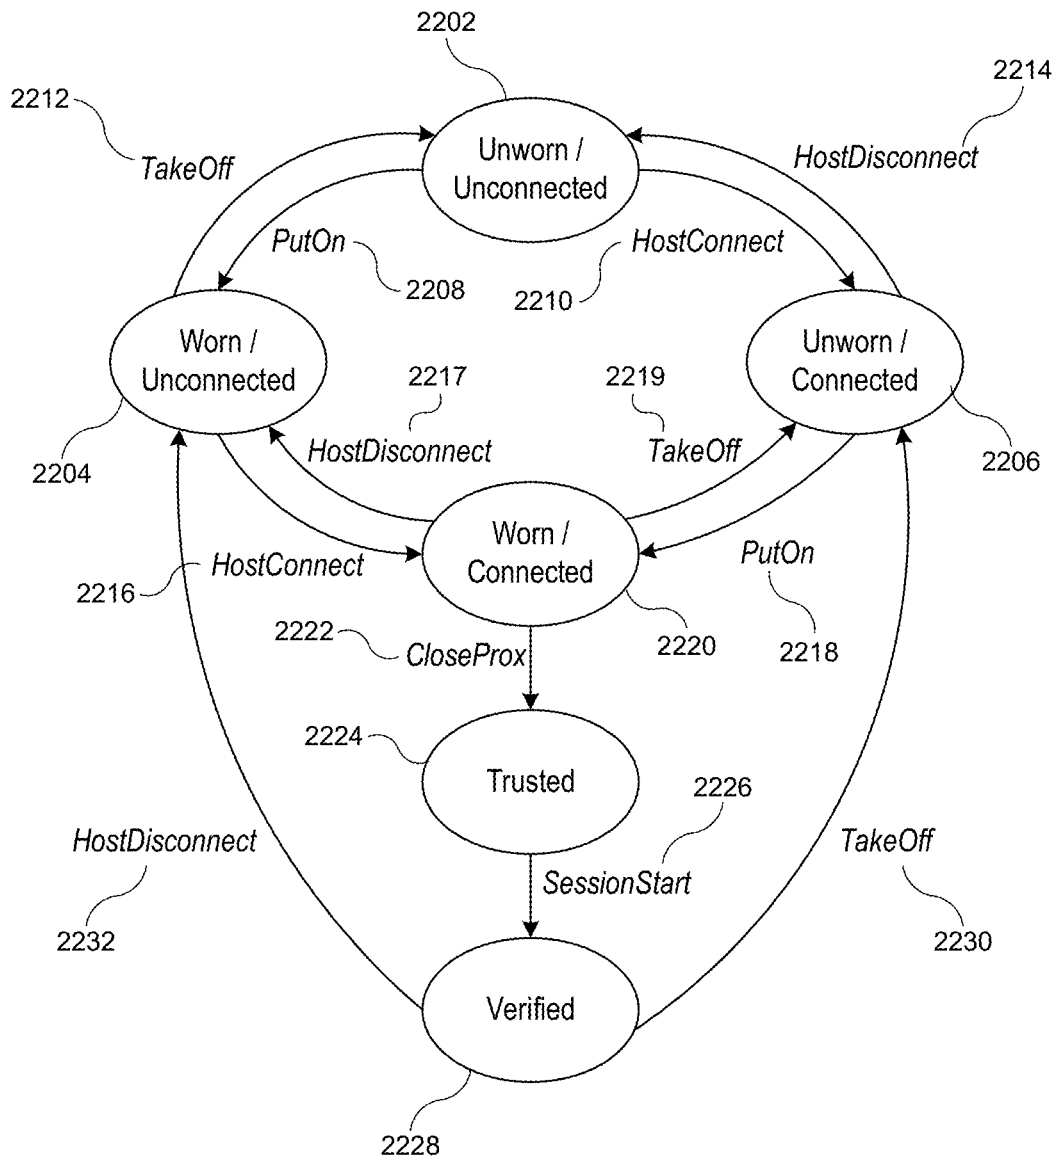 2202
2214
2212
TakeOff
Unworn /
Unconnected
HostDisconnect
PutOn
HostConnect
2208
2210
Worn /
Unconnected
Unworn /
Connected
2217
2219
HostDisconnect
TakeOff
2204
2206
Worn /
Connected
HostConnect
PutOn
2216
2220
2218
2222
CloseProx
2224
Trusted
2226
HostDisconnect
TakeOff
SessionStart
2232
2230
Verified
2228